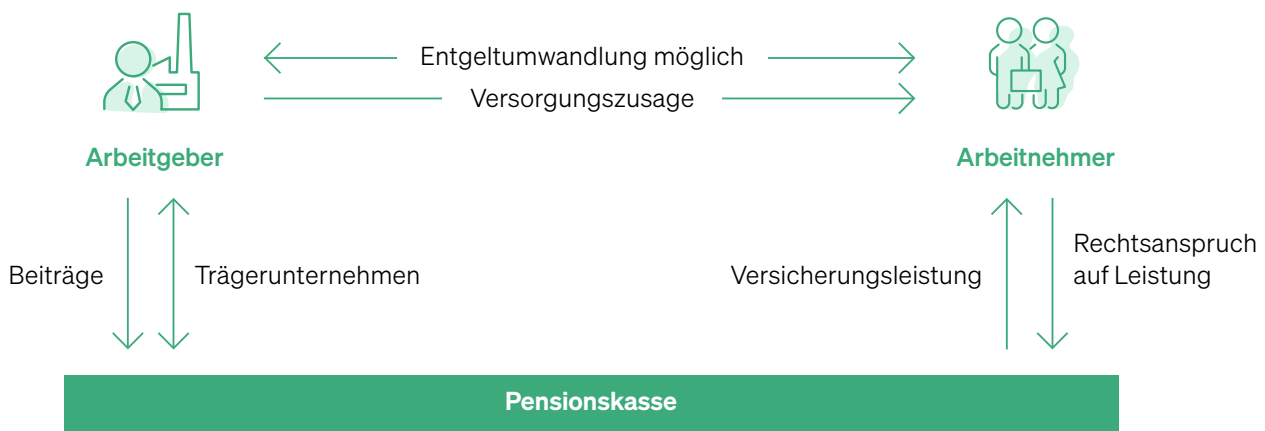 Entgeltumwandlung möglich
Versorgungszusage
Arbeitgeber
Arbeitnehmer
Beiträge
Trägerunternehmen
Versicherungsleistung
Rechtsanspruch
auf Leistung
Pensionskasse